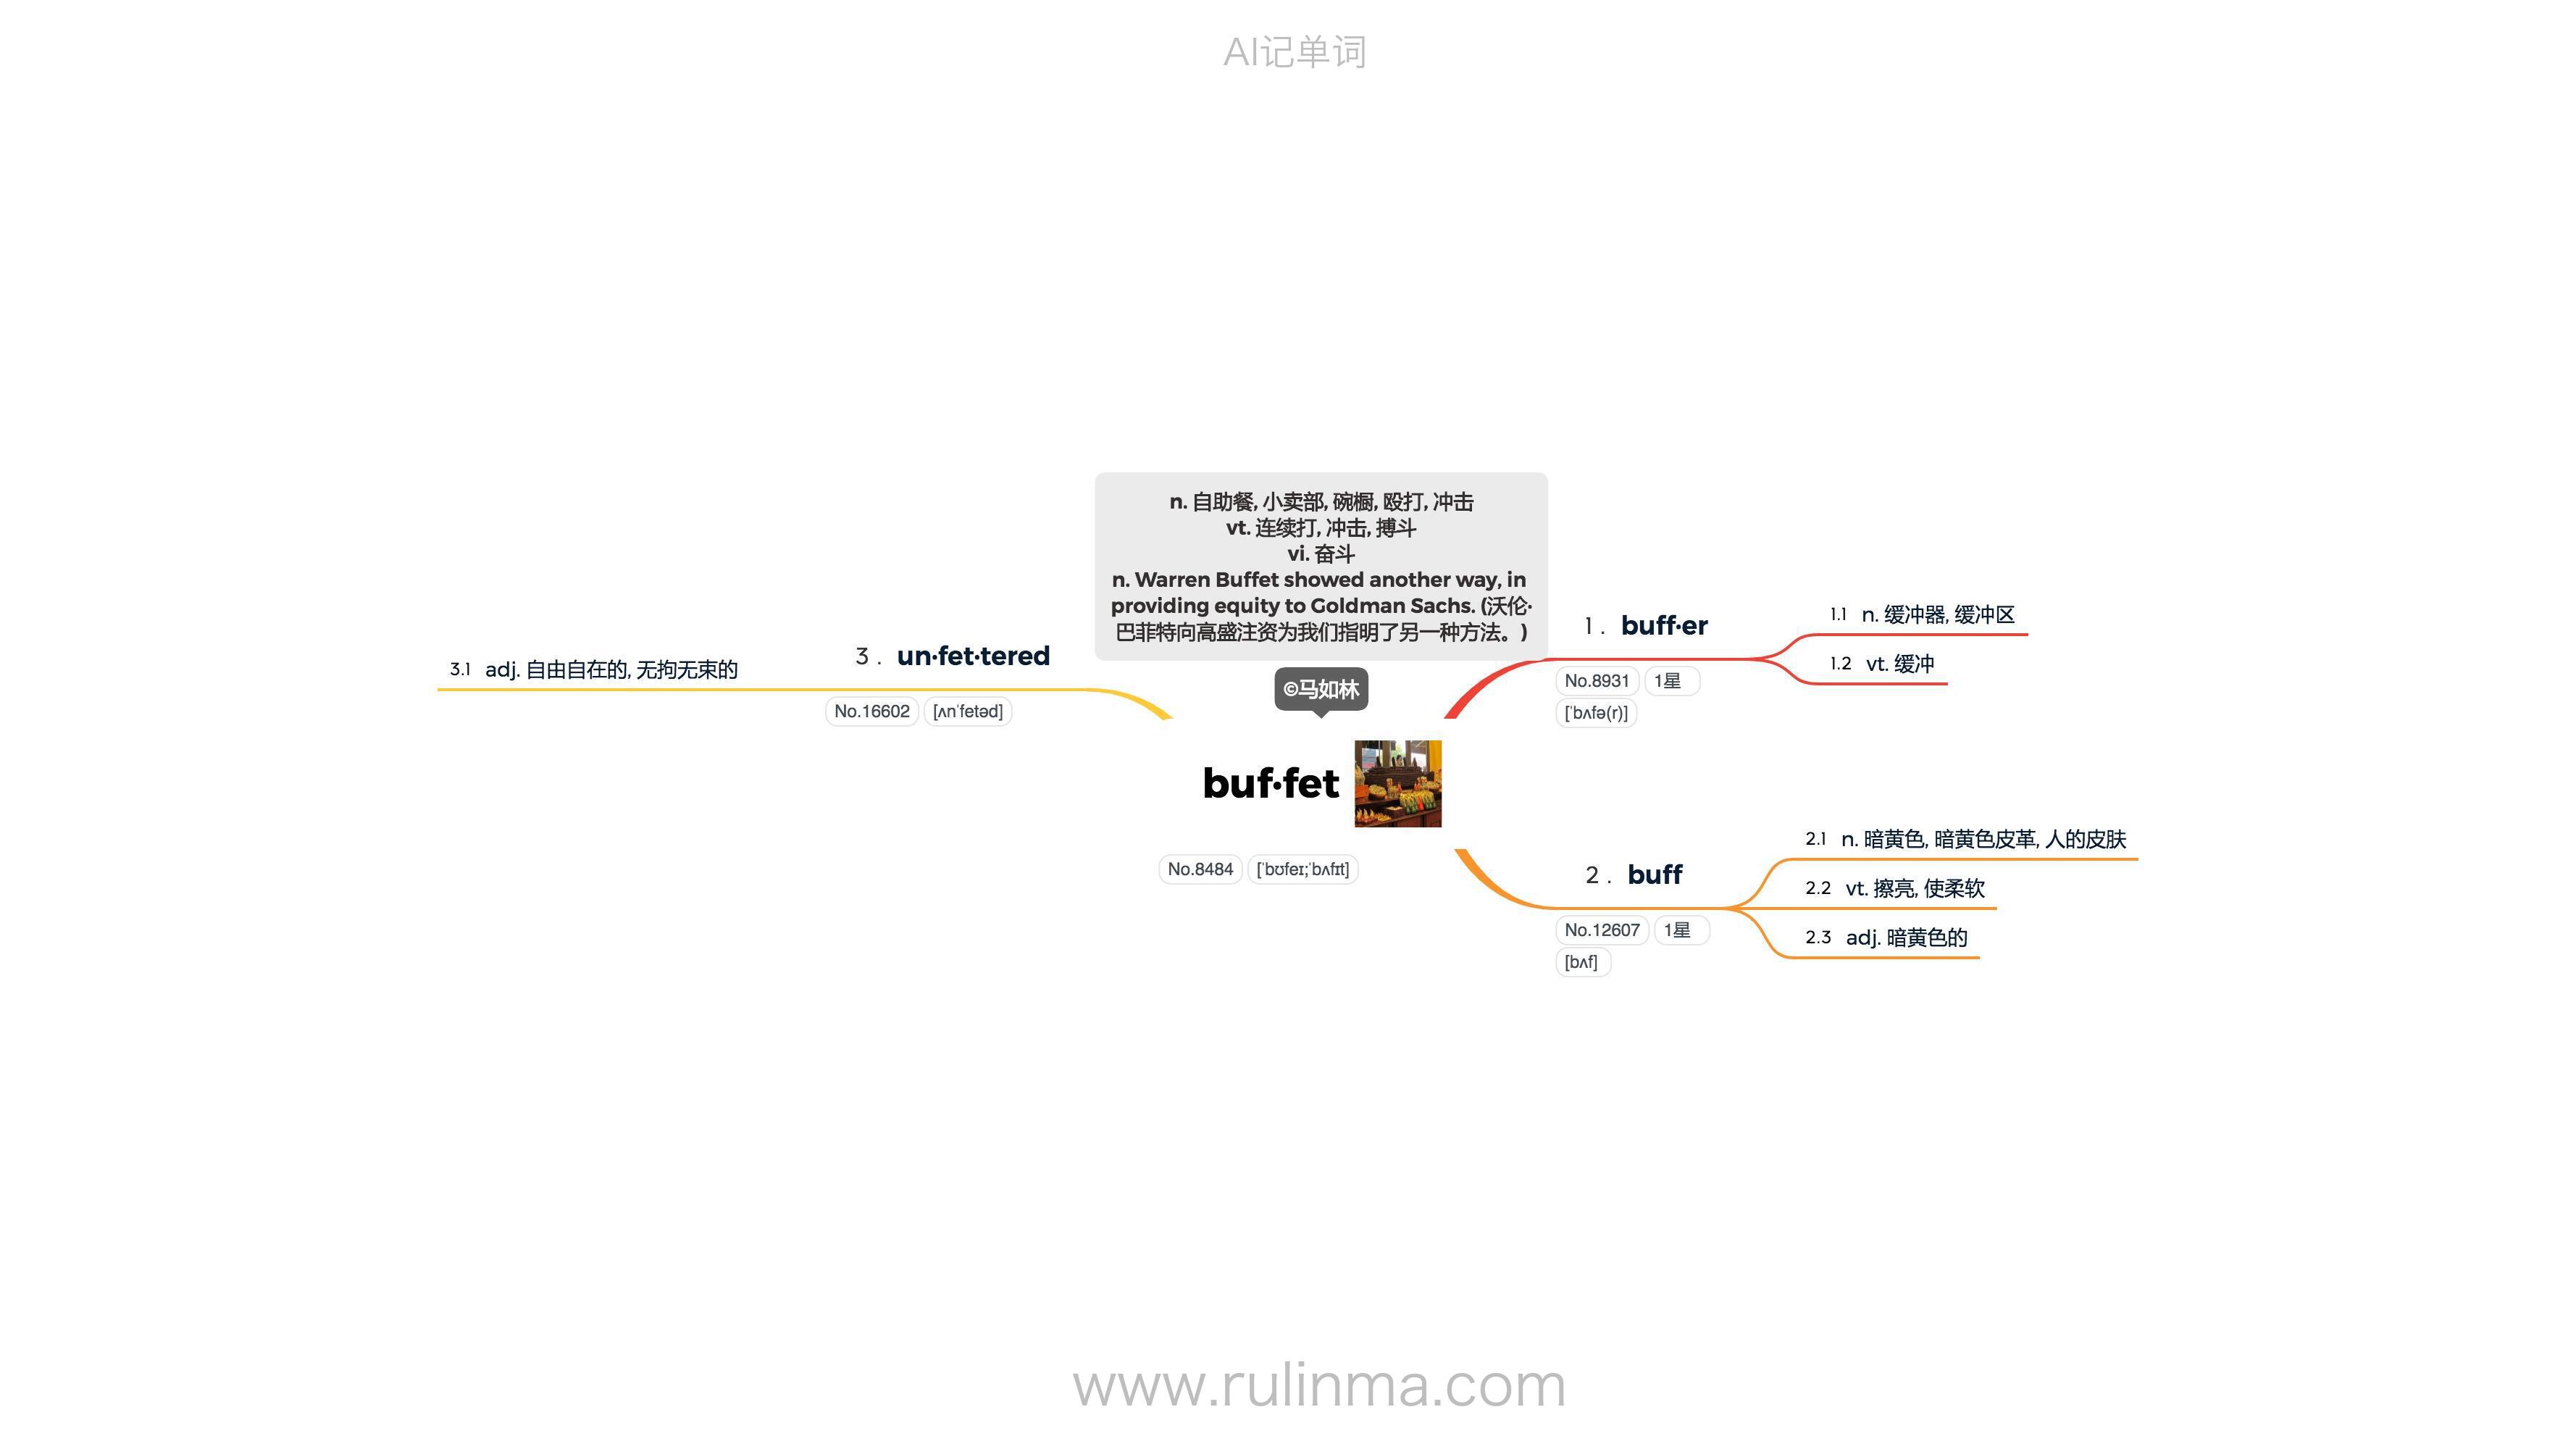 AI记单词
n. 自助餐, 小卖部, 碗橱, 殴打, 冲击
vt. 连续打, 冲击, 搏斗
vi. 奋斗
n. Warren Buffet showed another way, in
providing equity to Goldman Sachs. (沃伦·
巴菲特向高盛注资为我们指明了另一种方法。)
©马如林
buf·fet
No.8484 [ˈbʊfeɪ;ˈbʌfɪt]
1. buff·er
No.8931 1星
[ˈbʌfə(r)]
1.1 n. 缓冲器, 缓冲区
1.2 vt. 缓冲
2. buff
No.12607 1星
[bʌf]
2.1 n. 暗黄色, 暗黄色皮革, 人的皮肤
2.2 vt. 擦亮, 使柔软
2.3 adj. 暗黄色的
3. un·fet·tered
No.16602 [ʌnˈfetəd]
3.1 adj. 自由自在的, 无拘无束的
www.rulinma.com